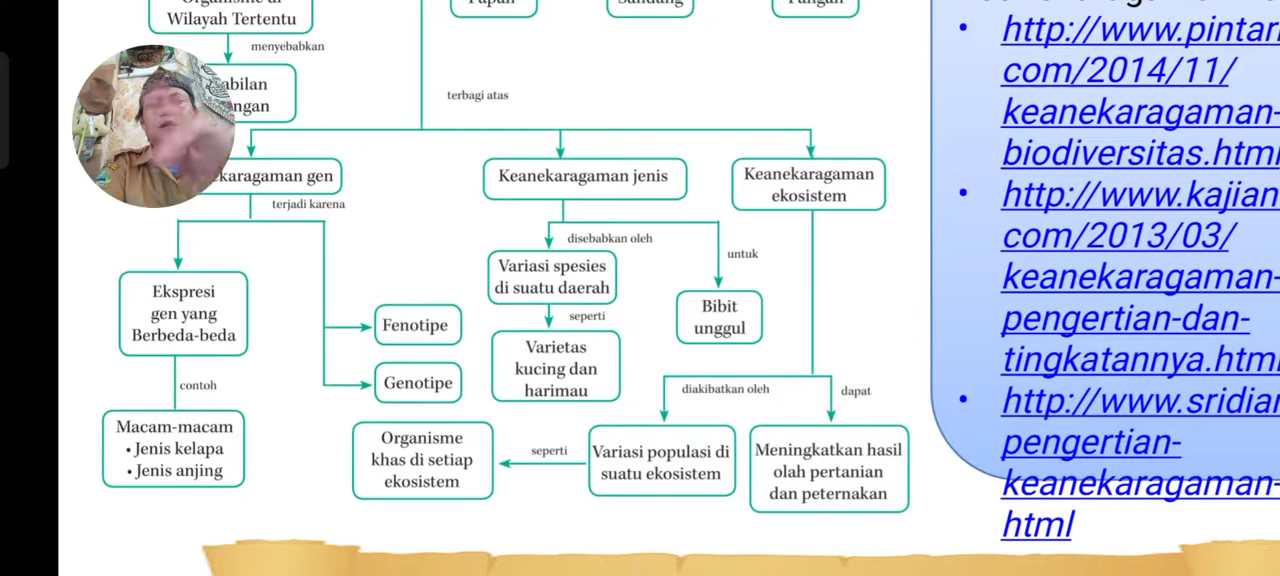 Wilayah Tertentu
menyebabkan
terbagi atas
Keanekaragaman jenis
Keanekaragaman
ekosistem
terjadi karena
disebabkan oleh
untuk
Variasi spesies
di suatu daerah
seperti
Bibit
unggul
Varietas
kucing dan
harimau
Ekspresi
gen yang
Berbeda-beda
Fenotipe
Genotipe
contoh
Macam-macam
• Jenis kelapa
• Jenis anjing
diakibatkan oleh
dapat
Organisme
khas di setiap
ekosistem
seperti
Variasi populasi di
suatu ekosistem
Meningkatkan hasil
olah pertanian
dan peternakan
gen
• http://www.pintar
com/2014/11/
keanekaragaman-
biodiversitas.html
• http://www.kajian
com/2013/03/
keanekaragaman-
pengertian-dan-
tingkatannya.html
• http://www.sridia
pengertian-
keanekaragaman-
html